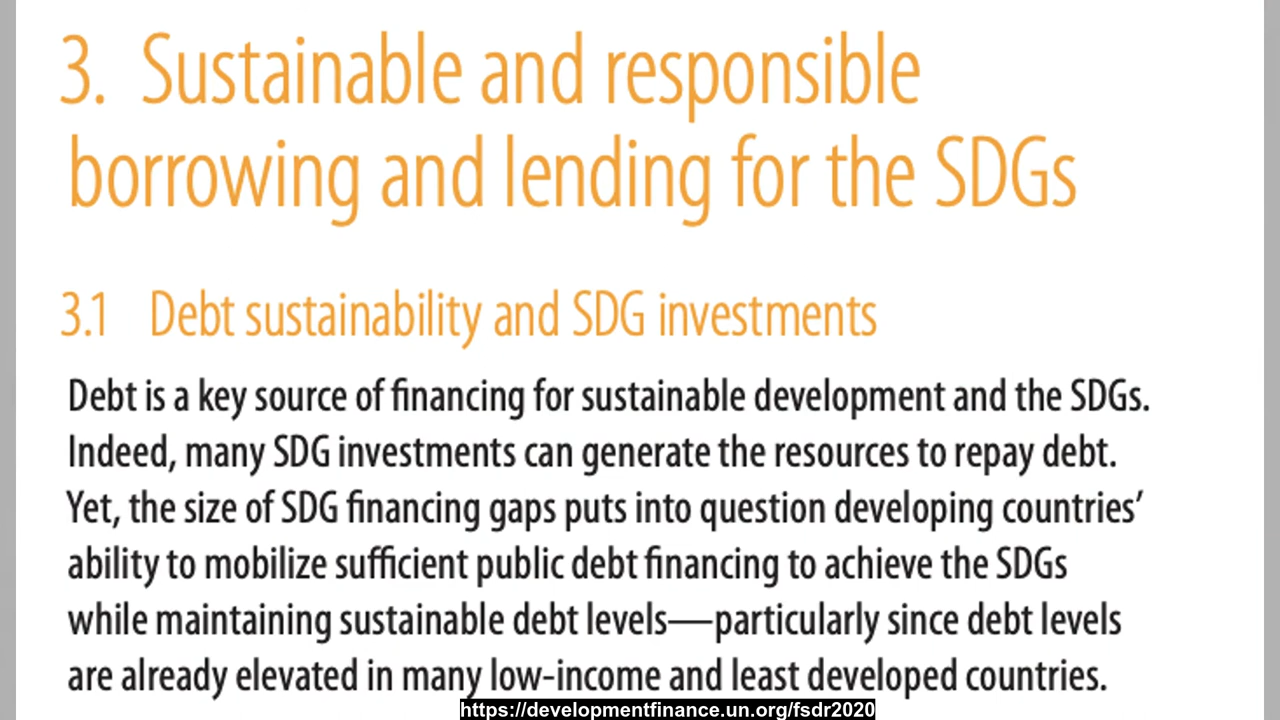 3. Sustainable and responsible
borrowing and lending for the SDGs
3.1 Debt sustainability and SDG investments
Debt is a key source of financing for sustainable development and the SDGs.
Indeed, many SDG investments can generate the resources to repay debt.
Yet, the size of SDG financing gaps puts into question developing countries’
ability to mobilize sufficient public debt financing to achieve the SDGs
while maintaining sustainable debt levels—particularly since debt levels
are already elevated in many low-income and least developed countries.
https://developmentfinance.un.org/fsdr2020